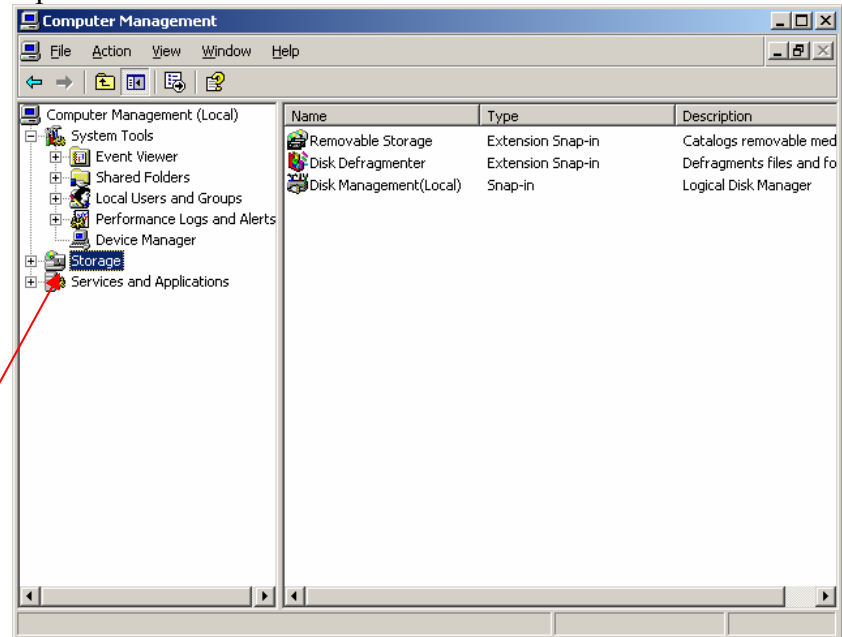 Computer Management
File Action View Window Help
Computer Management (Local)
System Tools
Event Viewer
Shared Folders
Local Users and Groups
Performance Logs and Alerts
Device Manager
Storage
Services and Applications
Name Type Description
Removable Storage Extension Snap-in Catalogs removable med
Disk Defragmenter Extension Snap-in Defragments files and fo
Disk Management(Local) Snap-in Logical Disk Manager